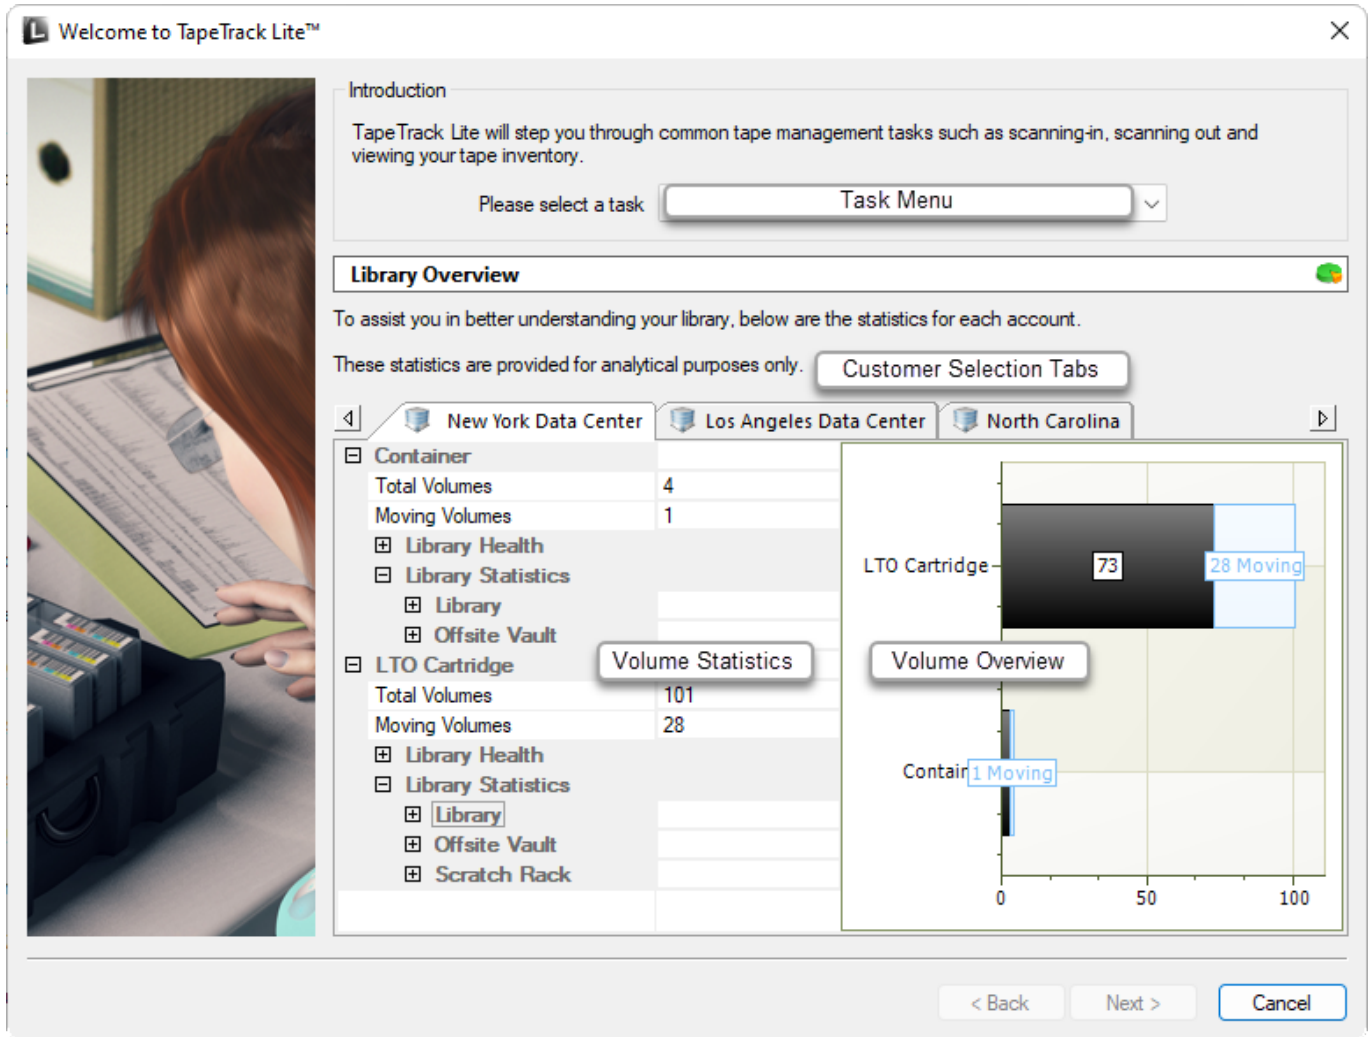 Welcome to TapeTrack Lite™
Introduction
TapeTrack Lite will step you through common tape management tasks such as scanning-in, scanning out and
viewing your tape inventory.
Please select a task
Task Menu
Library Overview
To assist you in better understanding your library, below are the statistics for each account.
These statistics are provided for analytical purposes only.
Customer Selection Tabs
New York Data Center
Los Angeles Data Center
North Carolina
Container
Total Volumes 4
Moving Volumes 1
Library Health
Library Statistics
Library
Offsite Vault
LTO Cartridge
Volume Statistics
Total Volumes 101
Moving Volumes 28
Library Health
Library Statistics
Library
Offsite Vault
Scratch Rack
LTO Cartridge
73
28 Moving
Volume Overview
Contain
1 Moving
0 50 100
< Back
Next >
Cancel